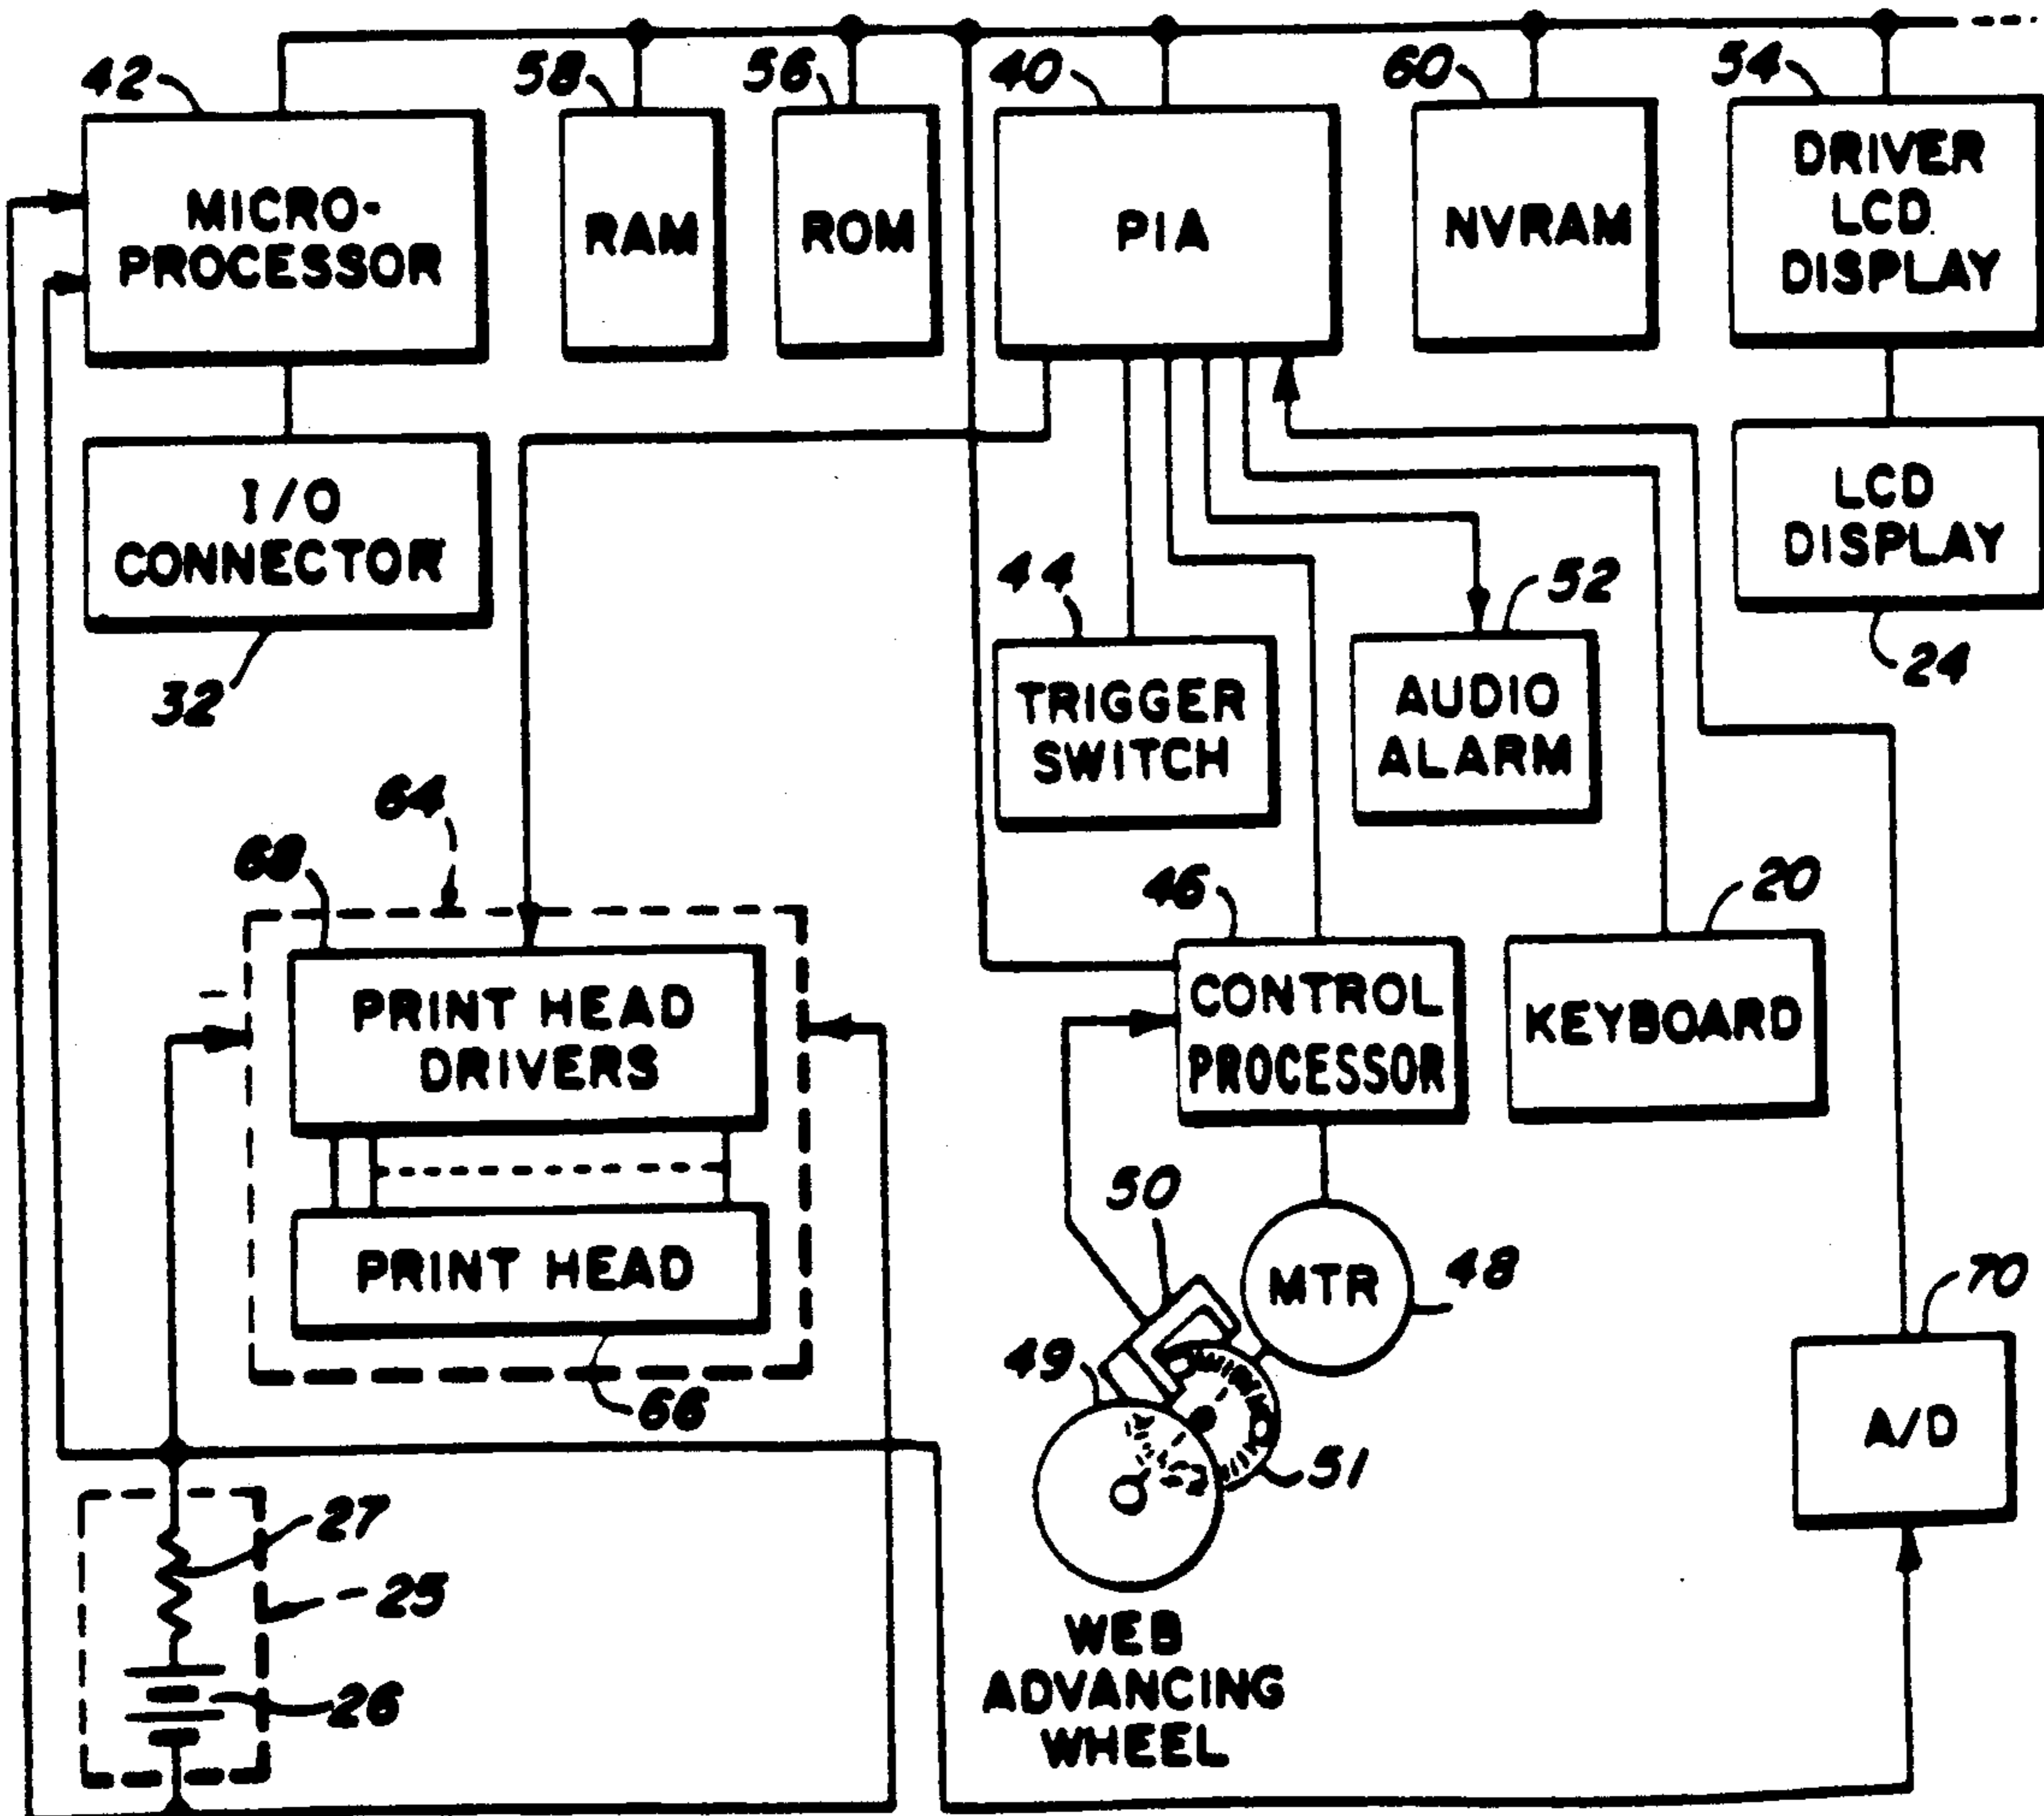 42
58
56
40
60
54
MICRO-
PROCESSOR
RAM
ROM
PIA
NVRAM
DRIVER
LCD
DISPLAY
I/O
CONNECTOR
32
LCD
DISPLAY
24
44
TRIGGER
SWITCH
52
AUDIO
ALARM
64
68
PRINT HEAD
DRIVERS
PRINT HEAD
66
46
CONTROL
PROCESSOR
20
KEYBOARD
50
MTR
48
49
51
70
A/D
27
25
26
WEB
ADVANCING
WHEEL